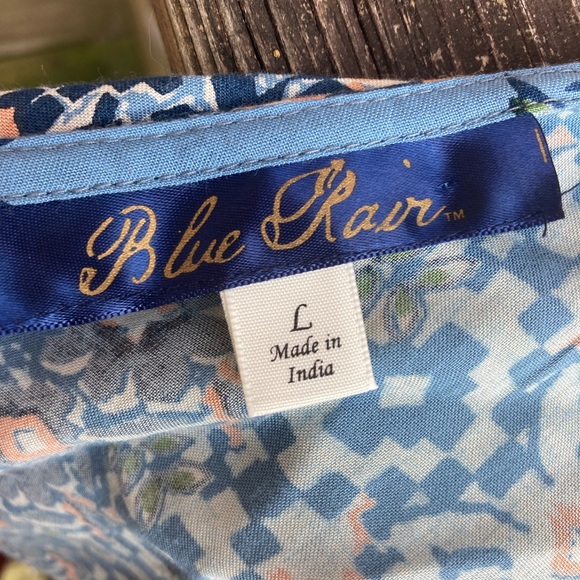 Blue Rain™
L
Made in
India